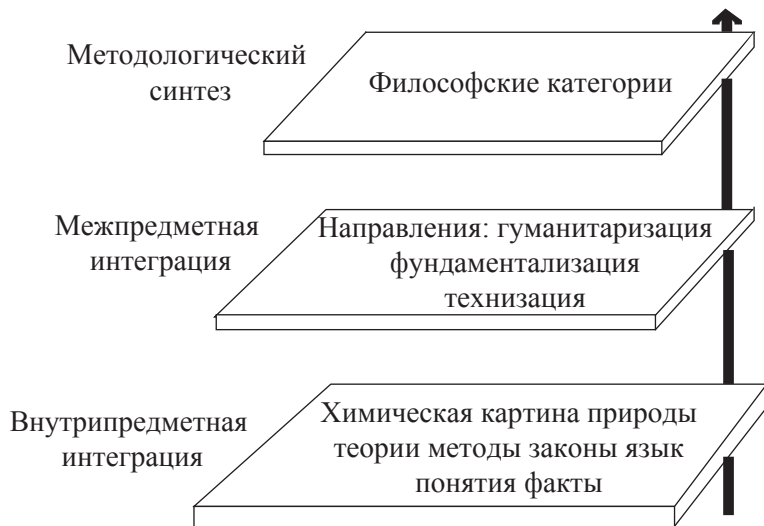 Методологический
синтез
Философские категории
Межпредметная
интеграция
Направления: гуманитаризация
фундаментализация
технизация
Внутрипредметная
интеграция
Химическая картина природы
теории методы законы язык
понятия факты